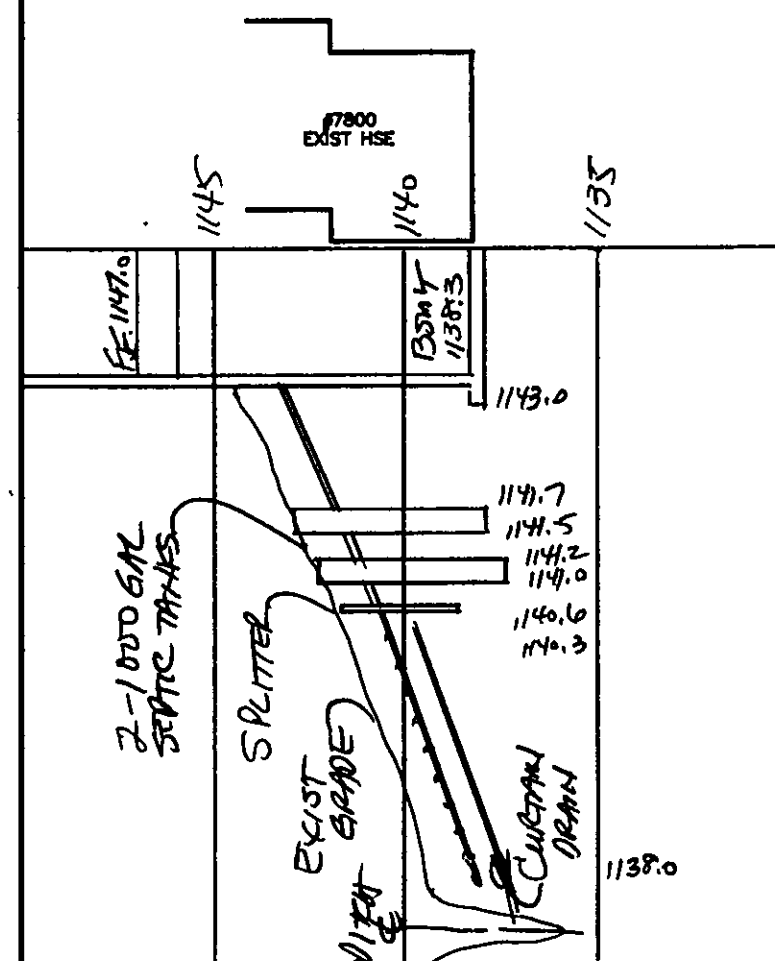 #7800
EXIST HSE
1145
1140
1135
F.F. 1147.0
BSMT
1138.3
1143.0
1141.7
1141.5
1141.2
1141.0
1140.6
1140.3
2-1000 GAL
SEPTIC TANKS
SPLITTER
EXIST
GRADE
CURTAIN
DRAIN
1138.0
DITCH